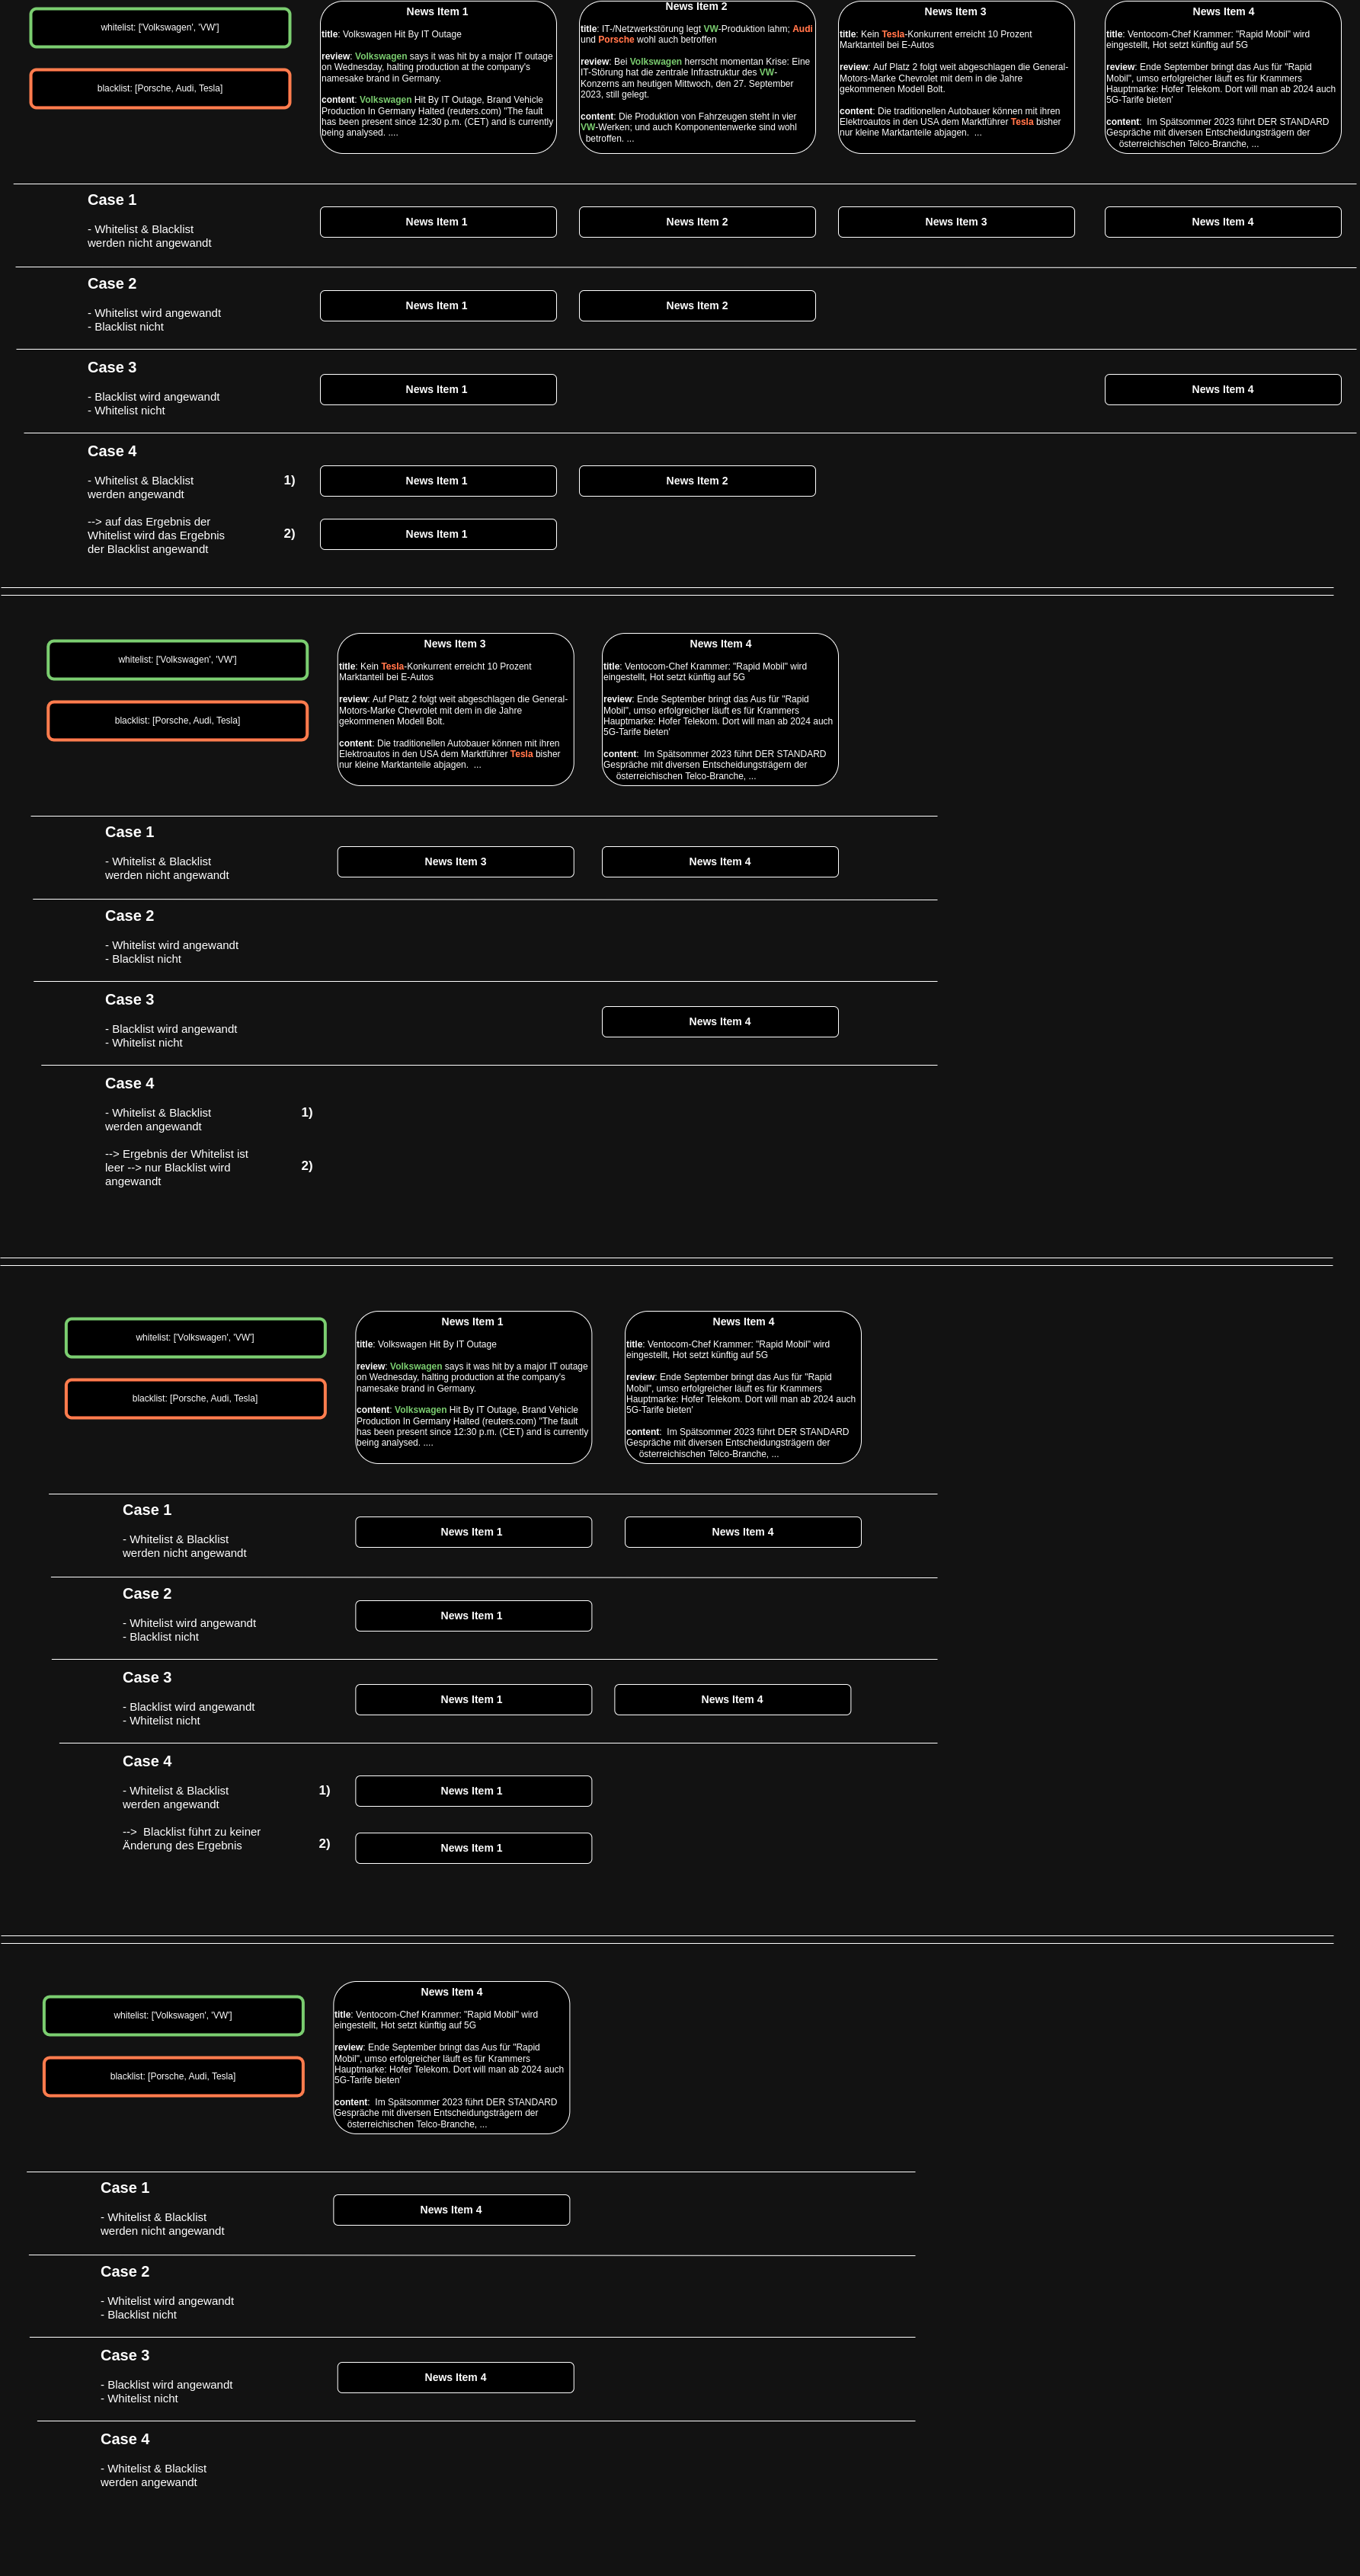 whitelist: ['Volkswagen', 'VW']
blacklist: [Porsche, Audi, Tesla]
News Item 1
title: Volkswagen Hit By IT Outage
review: Volkswagen says it was hit by a major IT outage
on Wednesday, halting production at the company's
namesake brand in Germany.
content: Volkswagen Hit By IT Outage, Brand Vehicle
Production In Germany Halted (reuters.com) "The fault
has been present since 12:30 p.m. (CET) and is currently
being analysed. ....
News Item 2
title: IT-/Netzwerkstörung legt VW-Produktion lahm; Audi
und Porsche wohl auch betroffen
review: Bei Volkswagen herrscht momentan Krise: Eine
IT-Störung hat die zentrale Infrastruktur des VW-
Konzerns am heutigen Mittwoch, den 27. September
2023, still gelegt.
content: Die Produktion von Fahrzeugen steht in vier
VW-Werken; und auch Komponentenwerke sind wohl
betroffen. ...
News Item 3
title: Kein Tesla-Konkurrent erreicht 10 Prozent
Marktanteil bei E-Autos
review: Auf Platz 2 folgt weit abgeschlagen die General-
Motors-Marke Chevrolet mit dem in die Jahre
gekommenen Modell Bolt.
content: Die traditionellen Autobauer können mit ihren
Elektroautos in den USA dem Marktführer Tesla bisher
nur kleine Marktanteile abjagen. ...
News Item 4
title: Ventocom-Chef Krammer: "Rapid Mobil" wird
eingestellt, Hot setzt künftig auf 5G
review: Ende September bringt das Aus für "Rapid
Mobil", umso erfolgreicher läuft es für Krammers
Hauptmarke: Hofer Telekom. Dort will man ab 2024 auch
5G-Tarife bieten'
content: Im Spätsommer 2023 führt DER STANDARD
Gespräche mit diversen Entscheidungsträgern der
österreichischen Telco-Branche, ...
Case 1
- Whitelist & Blacklist
werden nicht angewandt
News Item 1
News Item 2
News Item 3
News Item 4
Case 2
- Whitelist wird angewandt
- Blacklist nicht
News Item 1
News Item 2
Case 3
- Blacklist wird angewandt
- Whitelist nicht
News Item 1
News Item 4
Case 4
- Whitelist & Blacklist
werden angewandt
--> auf das Ergebnis der
Whitelist wird das Ergebnis
der Blacklist angewandt
1)
News Item 1
News Item 2
2)
News Item 1
whitelist: ['Volkswagen', 'VW']
blacklist: [Porsche, Audi, Tesla]
News Item 3
title: Kein Tesla-Konkurrent erreicht 10 Prozent
Marktanteil bei E-Autos
review: Auf Platz 2 folgt weit abgeschlagen die General-
Motors-Marke Chevrolet mit dem in die Jahre
gekommenen Modell Bolt.
content: Die traditionellen Autobauer können mit ihren
Elektroautos in den USA dem Marktführer Tesla bisher
nur kleine Marktanteile abjagen. ...
News Item 4
title: Ventocom-Chef Krammer: "Rapid Mobil" wird
eingestellt, Hot setzt künftig auf 5G
review: Ende September bringt das Aus für "Rapid
Mobil", umso erfolgreicher läuft es für Krammers
Hauptmarke: Hofer Telekom. Dort will man ab 2024 auch
5G-Tarife bieten'
content: Im Spätsommer 2023 führt DER STANDARD
Gespräche mit diversen Entscheidungsträgern der
österreichischen Telco-Branche, ...
Case 1
- Whitelist & Blacklist
werden nicht angewandt
News Item 3
News Item 4
Case 2
- Whitelist wird angewandt
- Blacklist nicht
Case 3
- Blacklist wird angewandt
- Whitelist nicht
News Item 4
Case 4
- Whitelist & Blacklist
werden angewandt
--> Ergebnis der Whitelist ist
leer --> nur Blacklist wird
angewandt
1)
2)
whitelist: ['Volkswagen', 'VW']
blacklist: [Porsche, Audi, Tesla]
News Item 1
title: Volkswagen Hit By IT Outage
review: Volkswagen says it was hit by a major IT outage
on Wednesday, halting production at the company's
namesake brand in Germany.
content: Volkswagen Hit By IT Outage, Brand Vehicle
Production In Germany Halted (reuters.com) "The fault
has been present since 12:30 p.m. (CET) and is currently
being analysed. ....
News Item 4
title: Ventocom-Chef Krammer: "Rapid Mobil" wird
eingestellt, Hot setzt künftig auf 5G
review: Ende September bringt das Aus für "Rapid
Mobil", umso erfolgreicher läuft es für Krammers
Hauptmarke: Hofer Telekom. Dort will man ab 2024 auch
5G-Tarife bieten'
content: Im Spätsommer 2023 führt DER STANDARD
Gespräche mit diversen Entscheidungsträgern der
österreichischen Telco-Branche, ...
Case 1
- Whitelist & Blacklist
werden nicht angewandt
News Item 1
News Item 4
Case 2
- Whitelist wird angewandt
- Blacklist nicht
News Item 1
Case 3
- Blacklist wird angewandt
- Whitelist nicht
News Item 1
News Item 4
Case 4
- Whitelist & Blacklist
werden angewandt
--> Blacklist führt zu keiner
Änderung des Ergebnis
1)
News Item 1
2)
News Item 1
whitelist: ['Volkswagen', 'VW']
blacklist: [Porsche, Audi, Tesla]
News Item 4
title: Ventocom-Chef Krammer: "Rapid Mobil" wird
eingestellt, Hot setzt künftig auf 5G
review: Ende September bringt das Aus für "Rapid
Mobil", umso erfolgreicher läuft es für Krammers
Hauptmarke: Hofer Telekom. Dort will man ab 2024 auch
5G-Tarife bieten'
content: Im Spätsommer 2023 führt DER STANDARD
Gespräche mit diversen Entscheidungsträgern der
österreichischen Telco-Branche, ...
Case 1
- Whitelist & Blacklist
werden nicht angewandt
News Item 4
Case 2
- Whitelist wird angewandt
- Blacklist nicht
Case 3
- Blacklist wird angewandt
- Whitelist nicht
News Item 4
Case 4
- Whitelist & Blacklist
werden angewandt